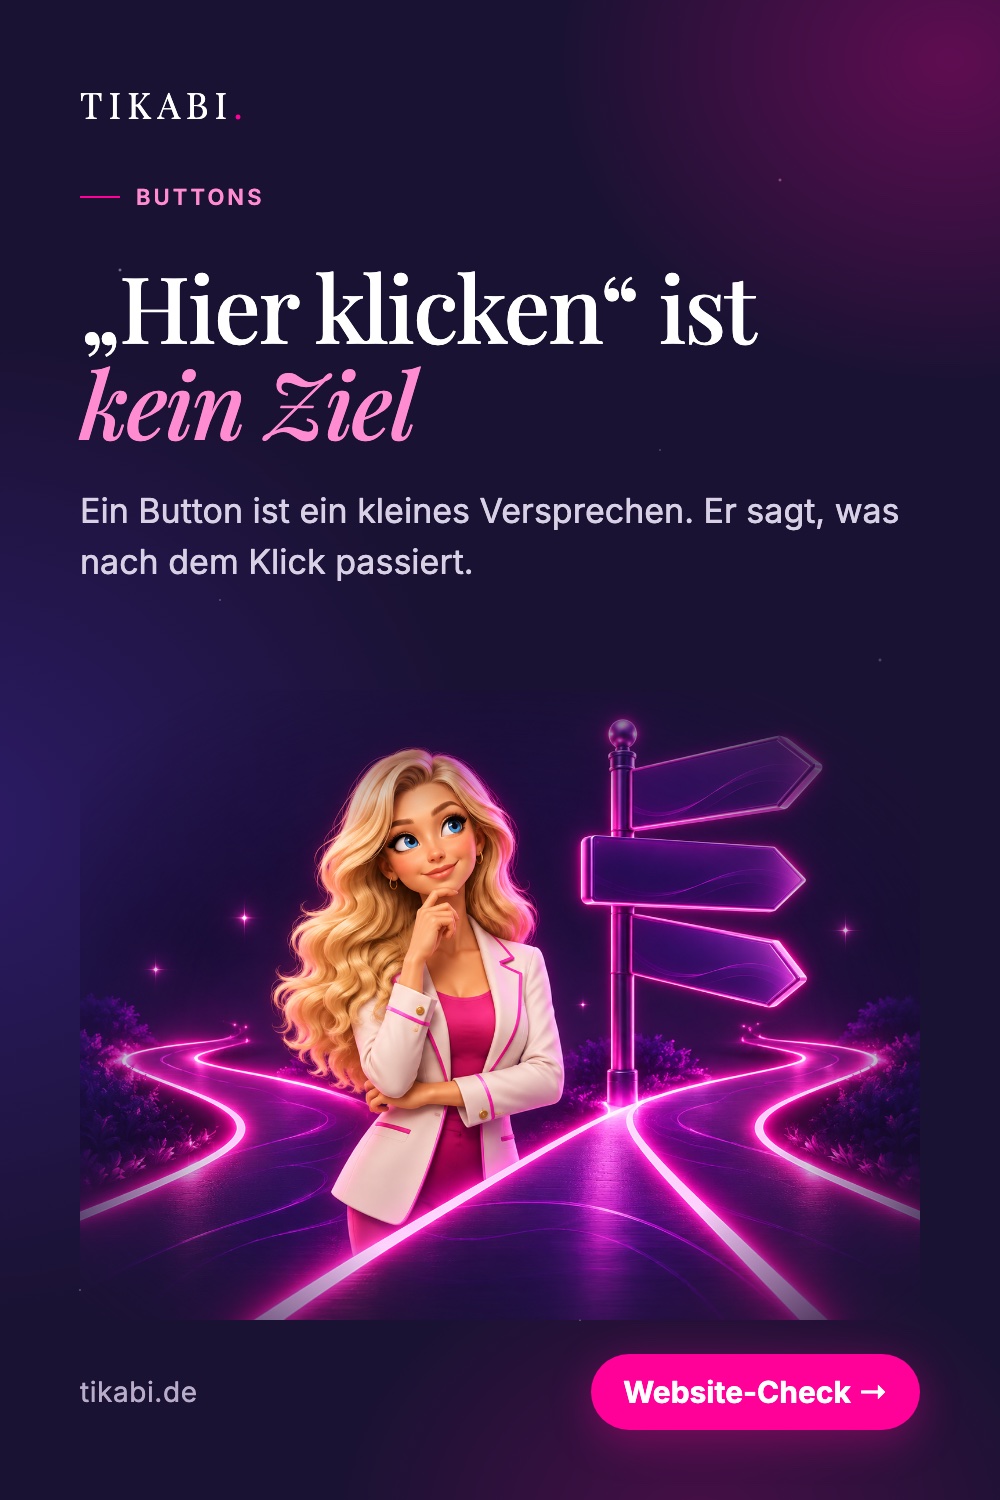 TIKABI.
BUTTONS
„Hier klicken“ ist
kein Ziel
Ein Button ist ein kleines Versprechen. Er sagt, was
nach dem Klick passiert.
tikabi.de
Website-Check →